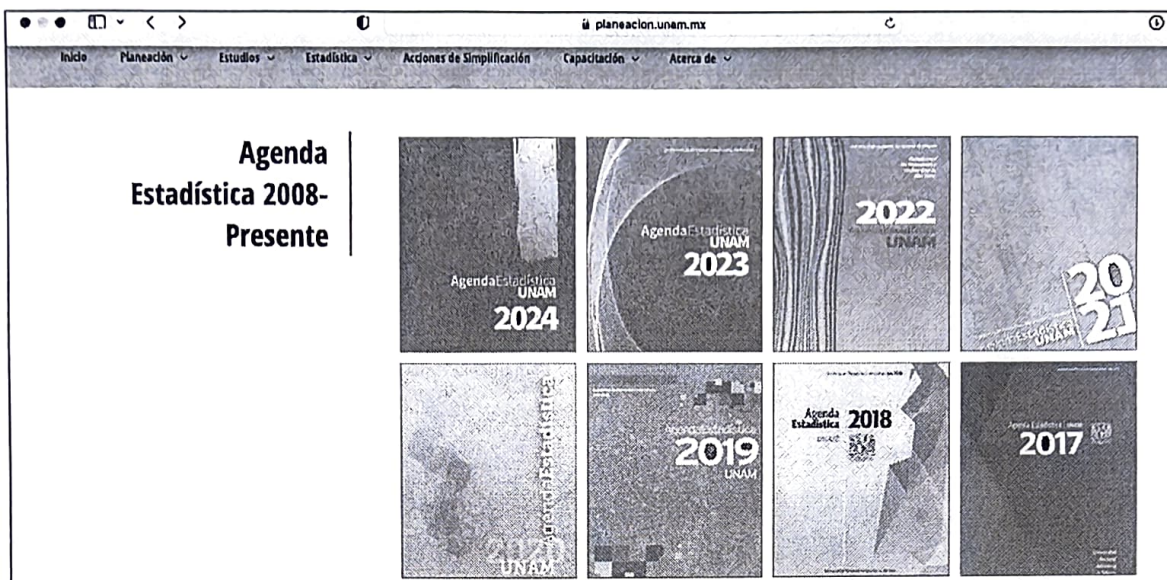 planeacion.unam.mx
Inicio Planeación Estudios Estadística Acciones de Simplificación Capacitación Acerca de
Agenda
Estadística 2008-
Presente
AgendaEstadística
UNAM
2024
AgendaEstadística
UNAM
2023
2022
UNAM
20
21
UNAM
AgendaEstadística
2020
UNAM
AgendaEstadística
2019
UNAM
Agenda
Estadística 2018
UNAM
Agenda Estadística UNAM
2017